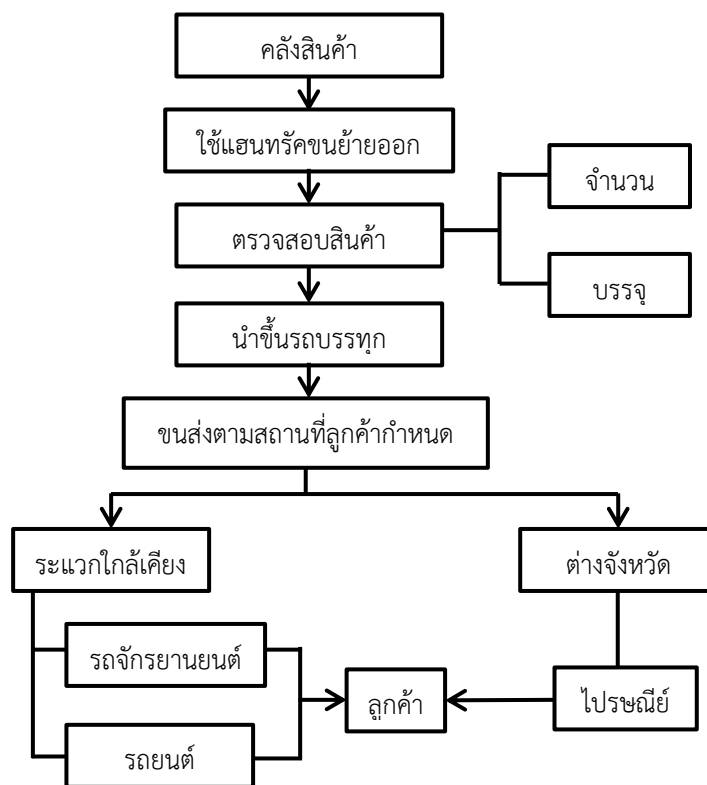 คลังสินค้า
ใช้แฮนทรัคขนย้ายออก
จำนวน
ตรวจสอบสินค้า
บรรจุ
นำขึ้นรถบรรทุก
ขนส่งตามสถานที่ลูกค้ากำหนด
ระแวกใกล้เคียง
ต่างจังหวัด
รถจักรยานยนต์
ลูกค้า
ไปรษณีย์
รถยนต์